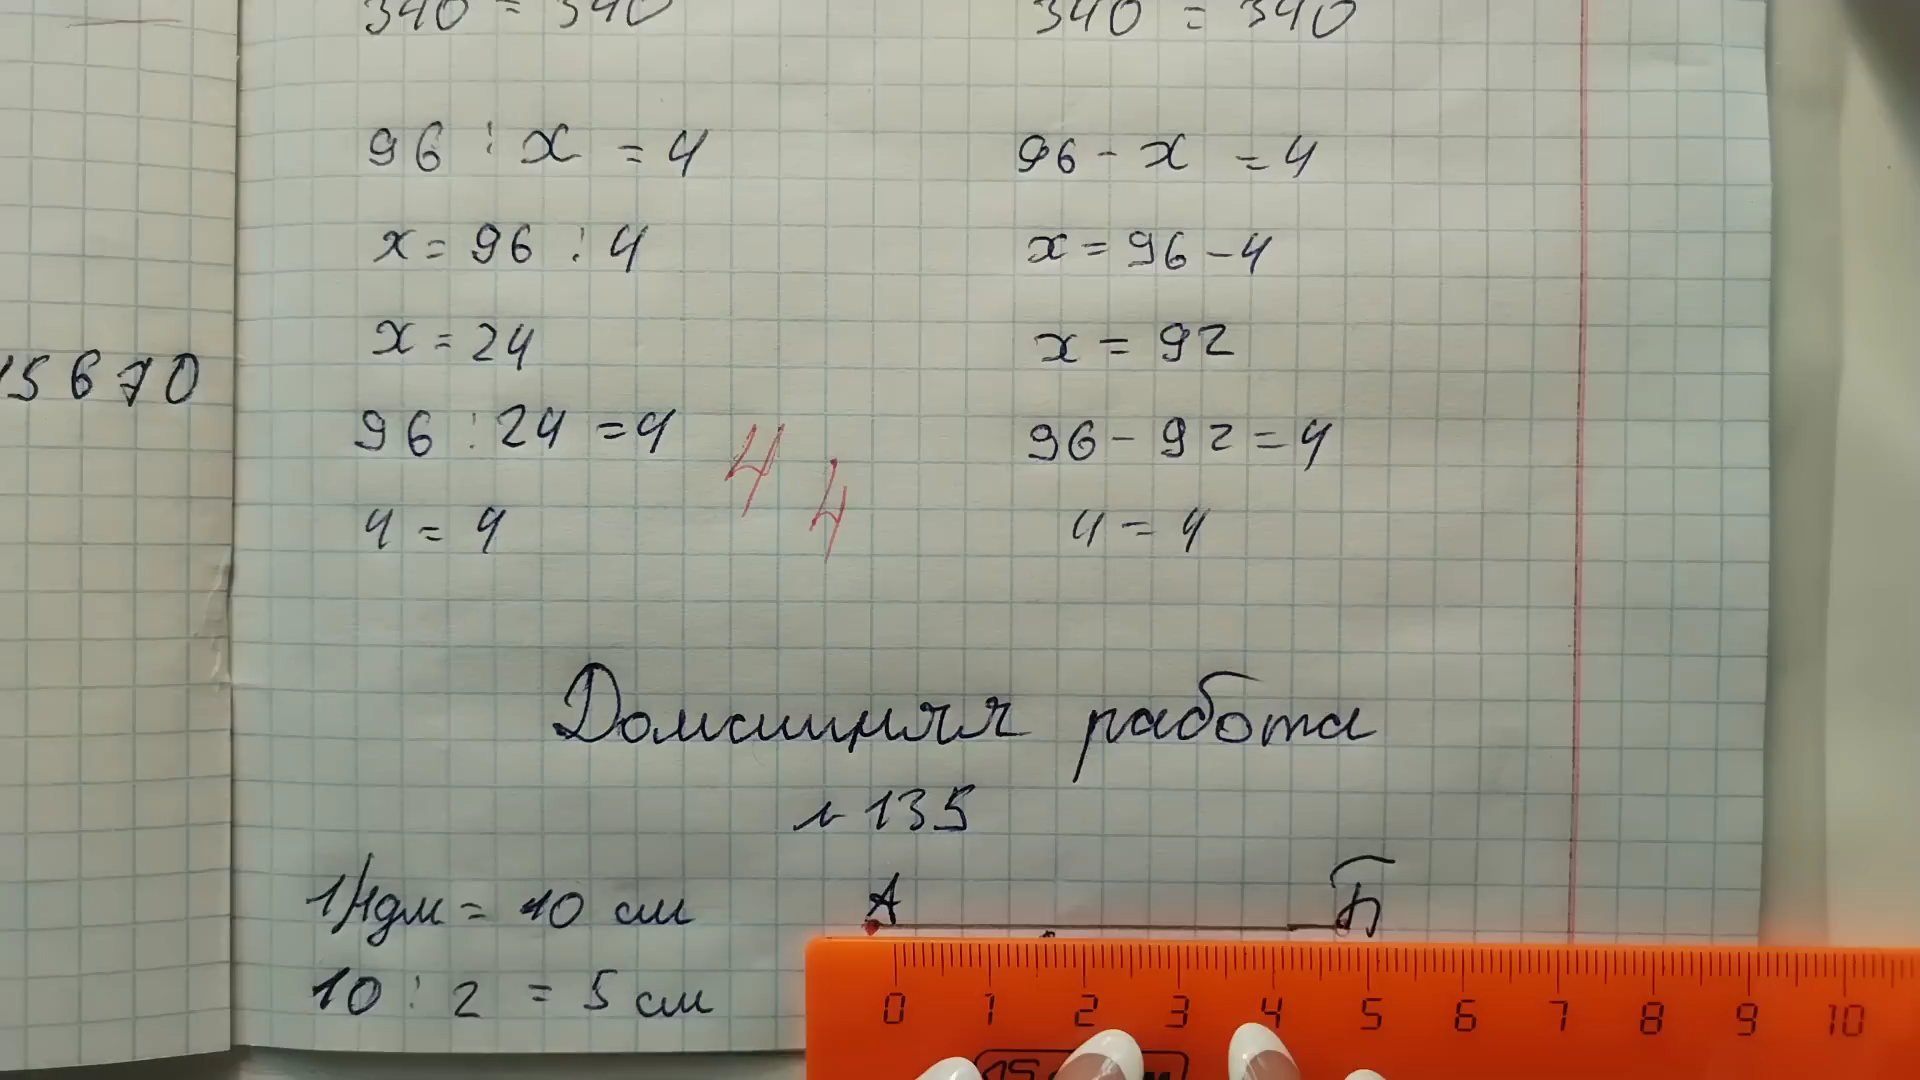 340 = 340
340 = 340
96 : x = 4
96 - x = 4
x = 96 : 4
x = 96 - 4
x = 24
x = 92
15670
96 : 24 = 4
96 - 92 = 4
4 4
4 = 4
4 = 4
Домашняя работа
№ 135
1 дм = 10 см
А Б
10 : 2 = 5 см
0 1 2 3 4 5 6 7 8 9 10